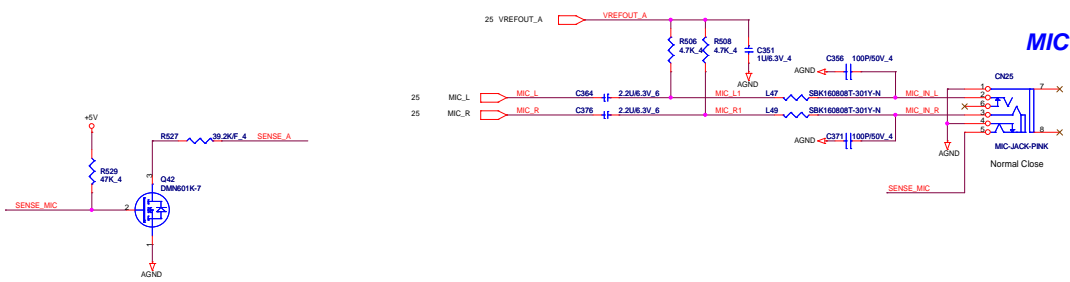 25 VREFOUT_A
VREFOUT_A
MIC
R506
4.7K_4
R508
4.7K_4
C351
1U/6.3V_4
AGND
C356 100P/50V_4
AGND
CN25
25 MIC_L
MIC_L
C364 2.2U/6.3V_6
MIC_L1
L47 SBK160808T-301Y-N
MIC_IN_L
25 MIC_R
MIC_R
C376 2.2U/6.3V_6
MIC_R1
L49 SBK160808T-301Y-N
MIC_IN_R
1
2
6
3
4
5
7
8
AGND
C371 100P/50V_4
AGND
MIC-JACK-PINK
Normal Close
SENSE_MIC
+5V
R527 39.2K/F_4 SENSE_A
R529
47K_4
3
Q42
DMN601K-7
SENSE_MIC
2
1
AGND